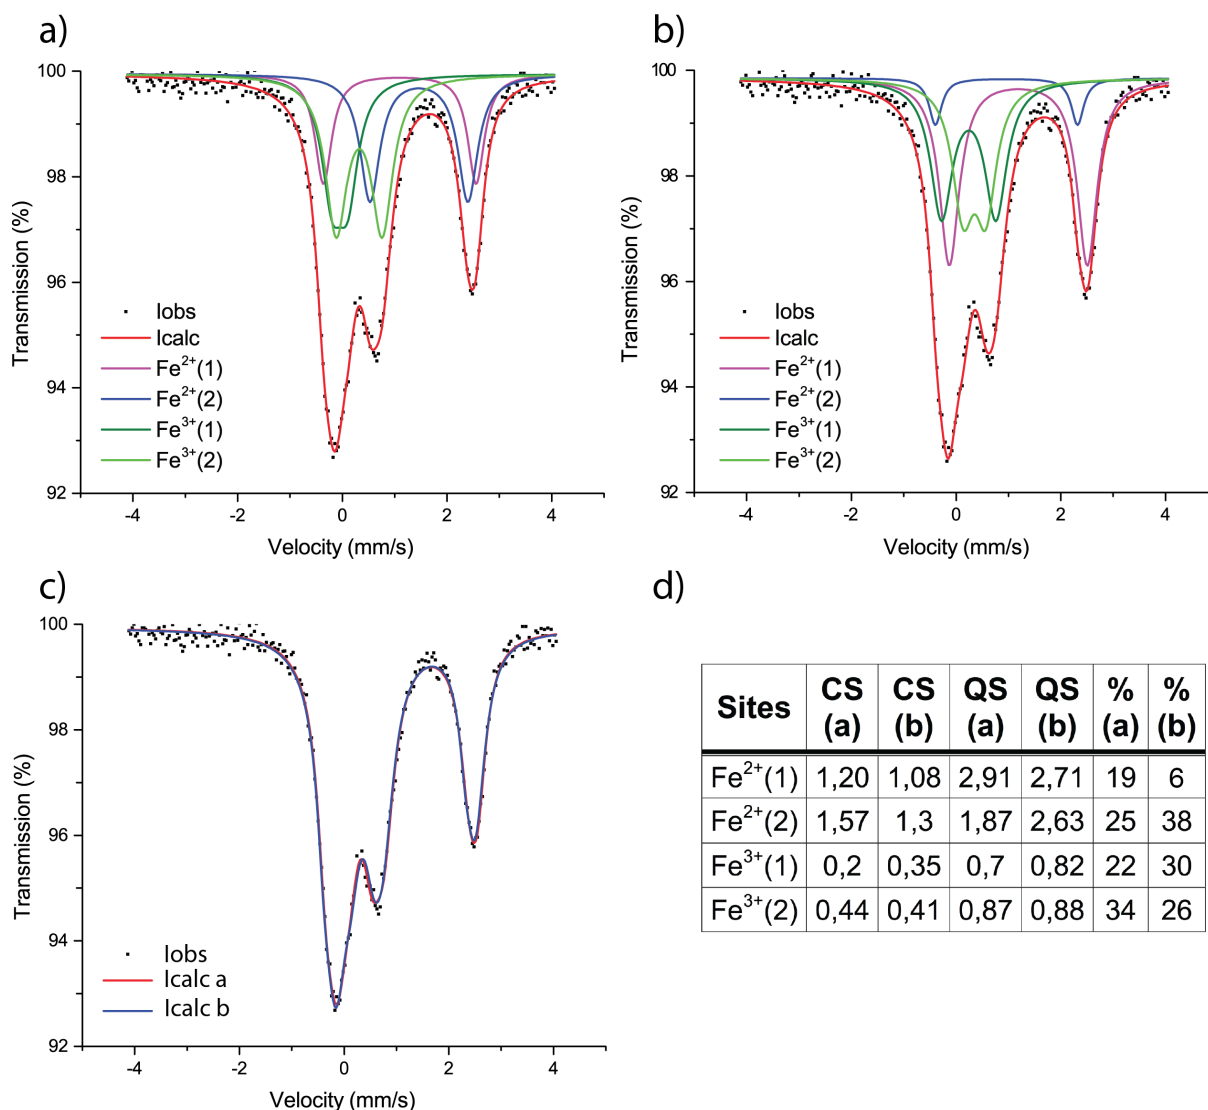 a)
100
98
96
94
92
Transmission (%)
Iobs
Icalc
Fe²⁺(1)
Fe²⁺(2)
Fe³⁺(1)
Fe³⁺(2)
-4 -2 0 2 4
Velocity (mm/s)
b)
100
98
96
94
92
Transmission (%)
Iobs
Icalc
Fe²⁺(1)
Fe²⁺(2)
Fe³⁺(1)
Fe³⁺(2)
-4 -2 0 2 4
Velocity (mm/s)
c)
100
98
96
94
92
Transmission (%)
Iobs
Icalc a
Icalc b
-4 -2 0 2 4
Velocity (mm/s)
d)
Sites CS (a) CS (b) QS (a) QS (b) % (a) % (b)
Fe²⁺(1) 1,20 1,08 2,91 2,71 19 6
Fe²⁺(2) 1,57 1,3 1,87 2,63 25 38
Fe³⁺(1) 0,2 0,35 0,7 0,82 22 30
Fe³⁺(2) 0,44 0,41 0,87 0,88 34 26